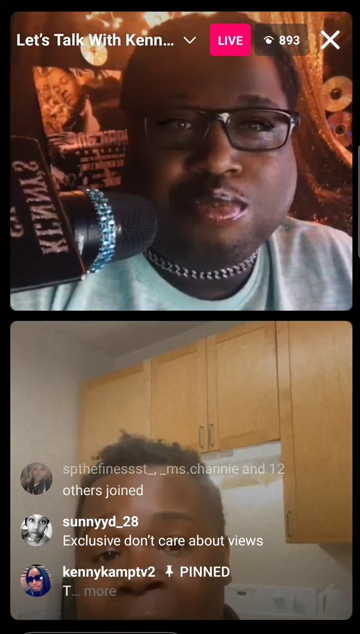 Let's Talk With Kenn...
LIVE
893
spthefinessst_, _ms.channie and 12
others joined
sunnyyd_28
Exclusive don't care about views
kennykamptv2 PINNED
T... more